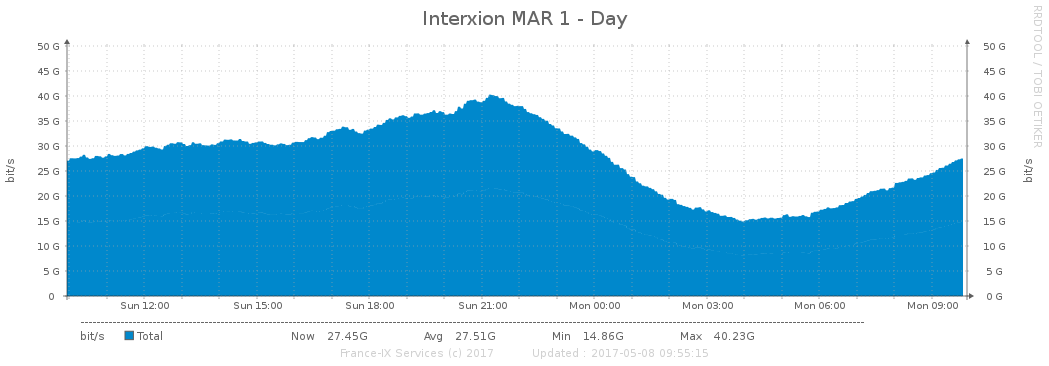 Interxion MAR 1 - Day
RRDTOOL / TOBI OETIKER
50 G 50 G
45 G 45 G
40 G 40 G
35 G 35 G
30 G 30 G
25 G 25 G
20 G 20 G
15 G 15 G
10 G 10 G
5 G 5 G
0 0 G
bit/s bit/s
Sun 12:00 Sun 15:00 Sun 18:00 Sun 21:00 Mon 00:00 Mon 03:00 Mon 06:00 Mon 09:00
bit/s Total Now 27.45G Avg 27.51G Min 14.86G Max 40.23G
France-IX Services (c) 2017 Updated : 2017-05-08 09:55:15